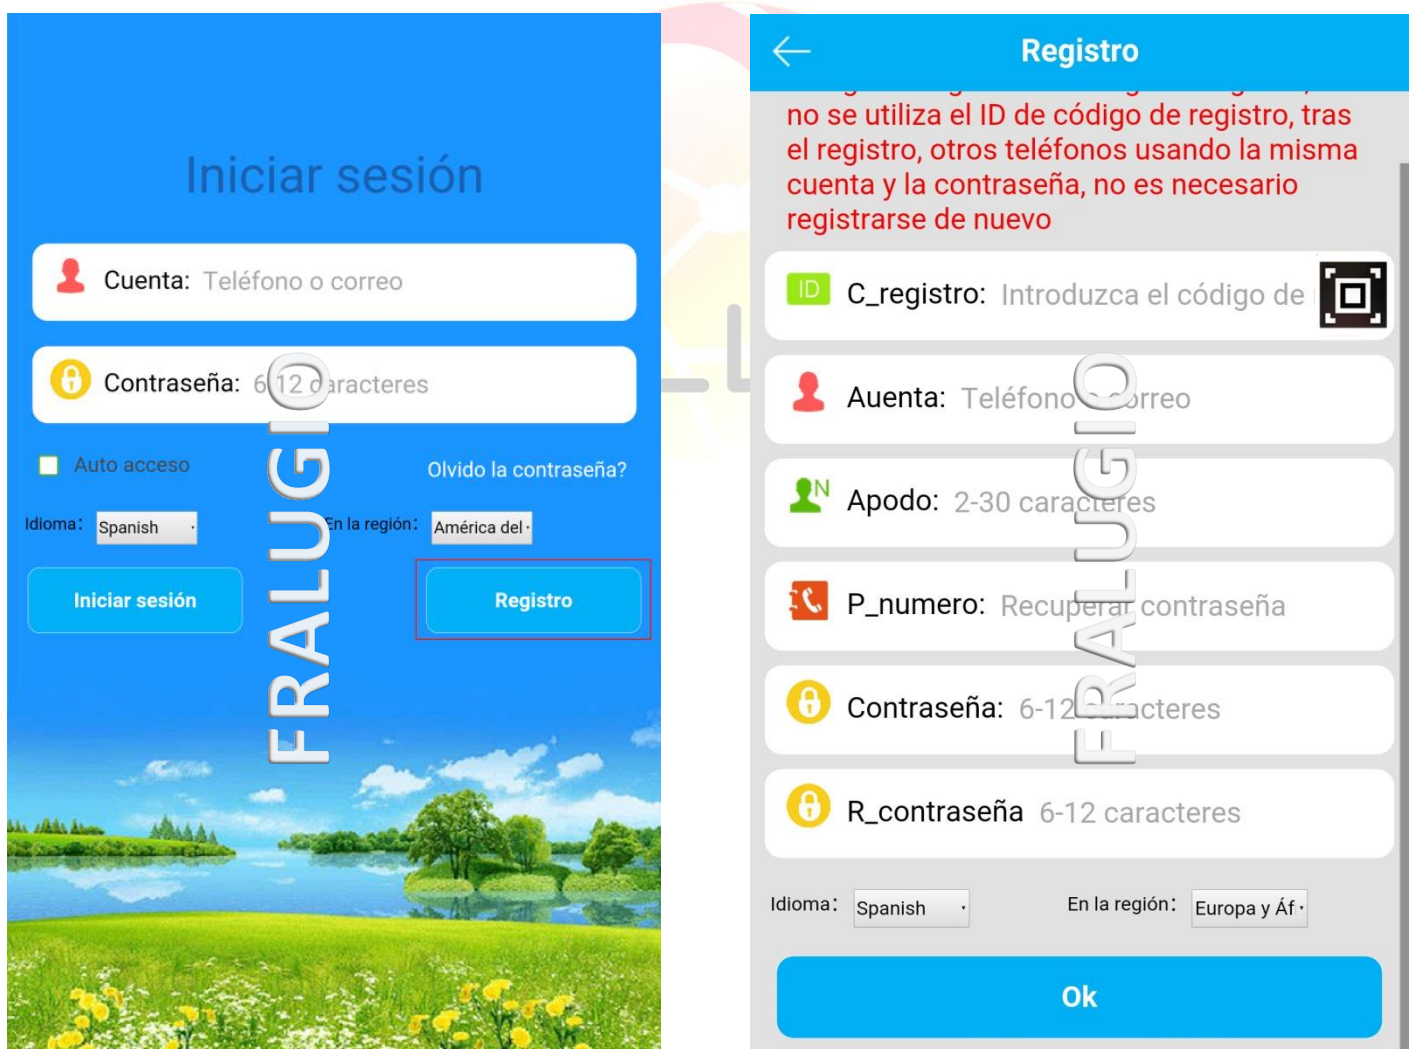 Iniciar sesión
Cuenta: Teléfono o correo
Contraseña: 6-12 caracteres
Auto acceso
Olvido la contraseña?
Idioma: Spanish
En la región: América del
Iniciar sesión
Registro
FRALUGIO
Registro
no se utiliza el ID de código de registro, tras
el registro, otros teléfonos usando la misma
cuenta y la contraseña, no es necesario
registrarse de nuevo
ID C_registro: Introduzca el código de
Auenta: Teléfono o correo
N Apodo: 2-30 caracteres
P_numero: Recuperar contraseña
Contraseña: 6-12 caracteres
R_contraseña 6-12 caracteres
Idioma: Spanish
En la región: Europa y Áf
Ok
FRALUGIO